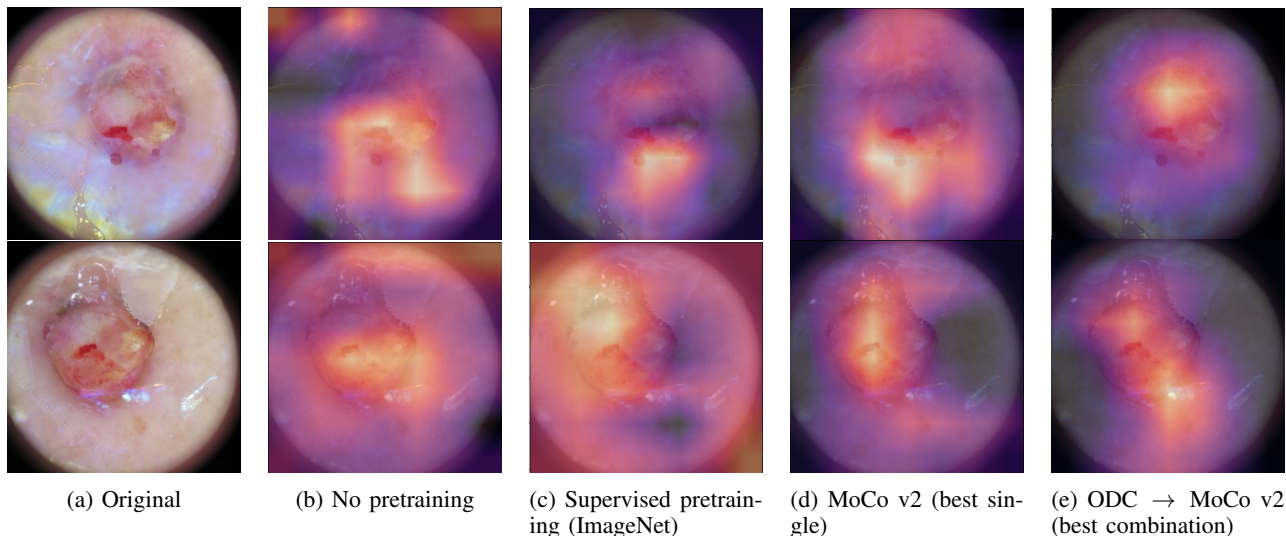 (a) Original
(b) No pretraining
(c) Supervised pretrain-
ing (ImageNet)
(d) MoCo v2 (best sin-
gle)
(e) ODC → MoCo v2
(best combination)